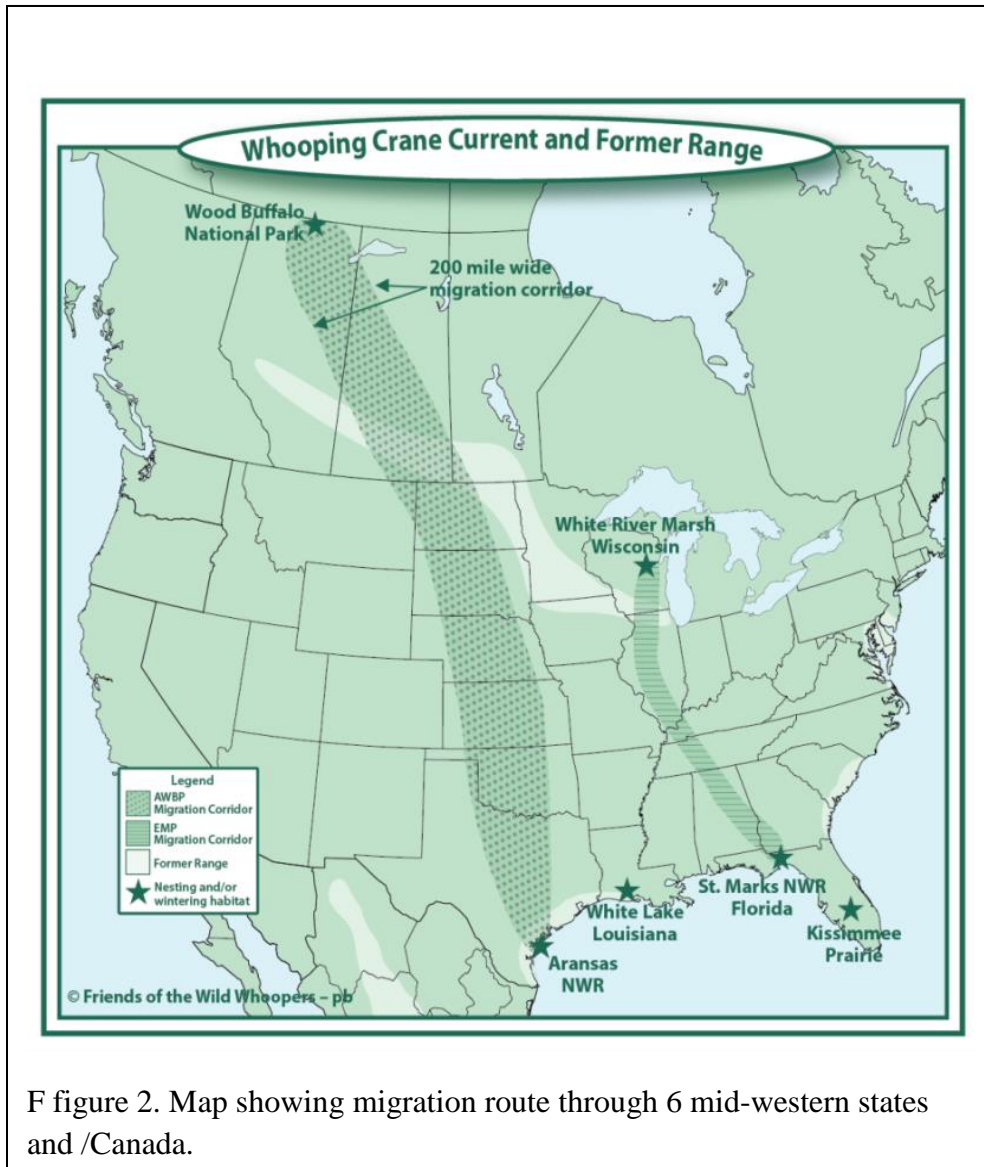 Whooping Crane Current and Former Range
Wood Buffalo
National Park
200 mile wide
migration corridor
White River Marsh
Wisconsin
Legend
AWBP
Migration Corridor
EMP
Migration Corridor
Former Range
Nesting and/or
wintering habitat
St. Marks NWR
Florida
White Lake
Louisiana
Kissimmee
Prairie
Aransas
NWR
© Friends of the Wild Whoopers – pb
F figure 2. Map showing migration route through 6 mid-western states
and /Canada.